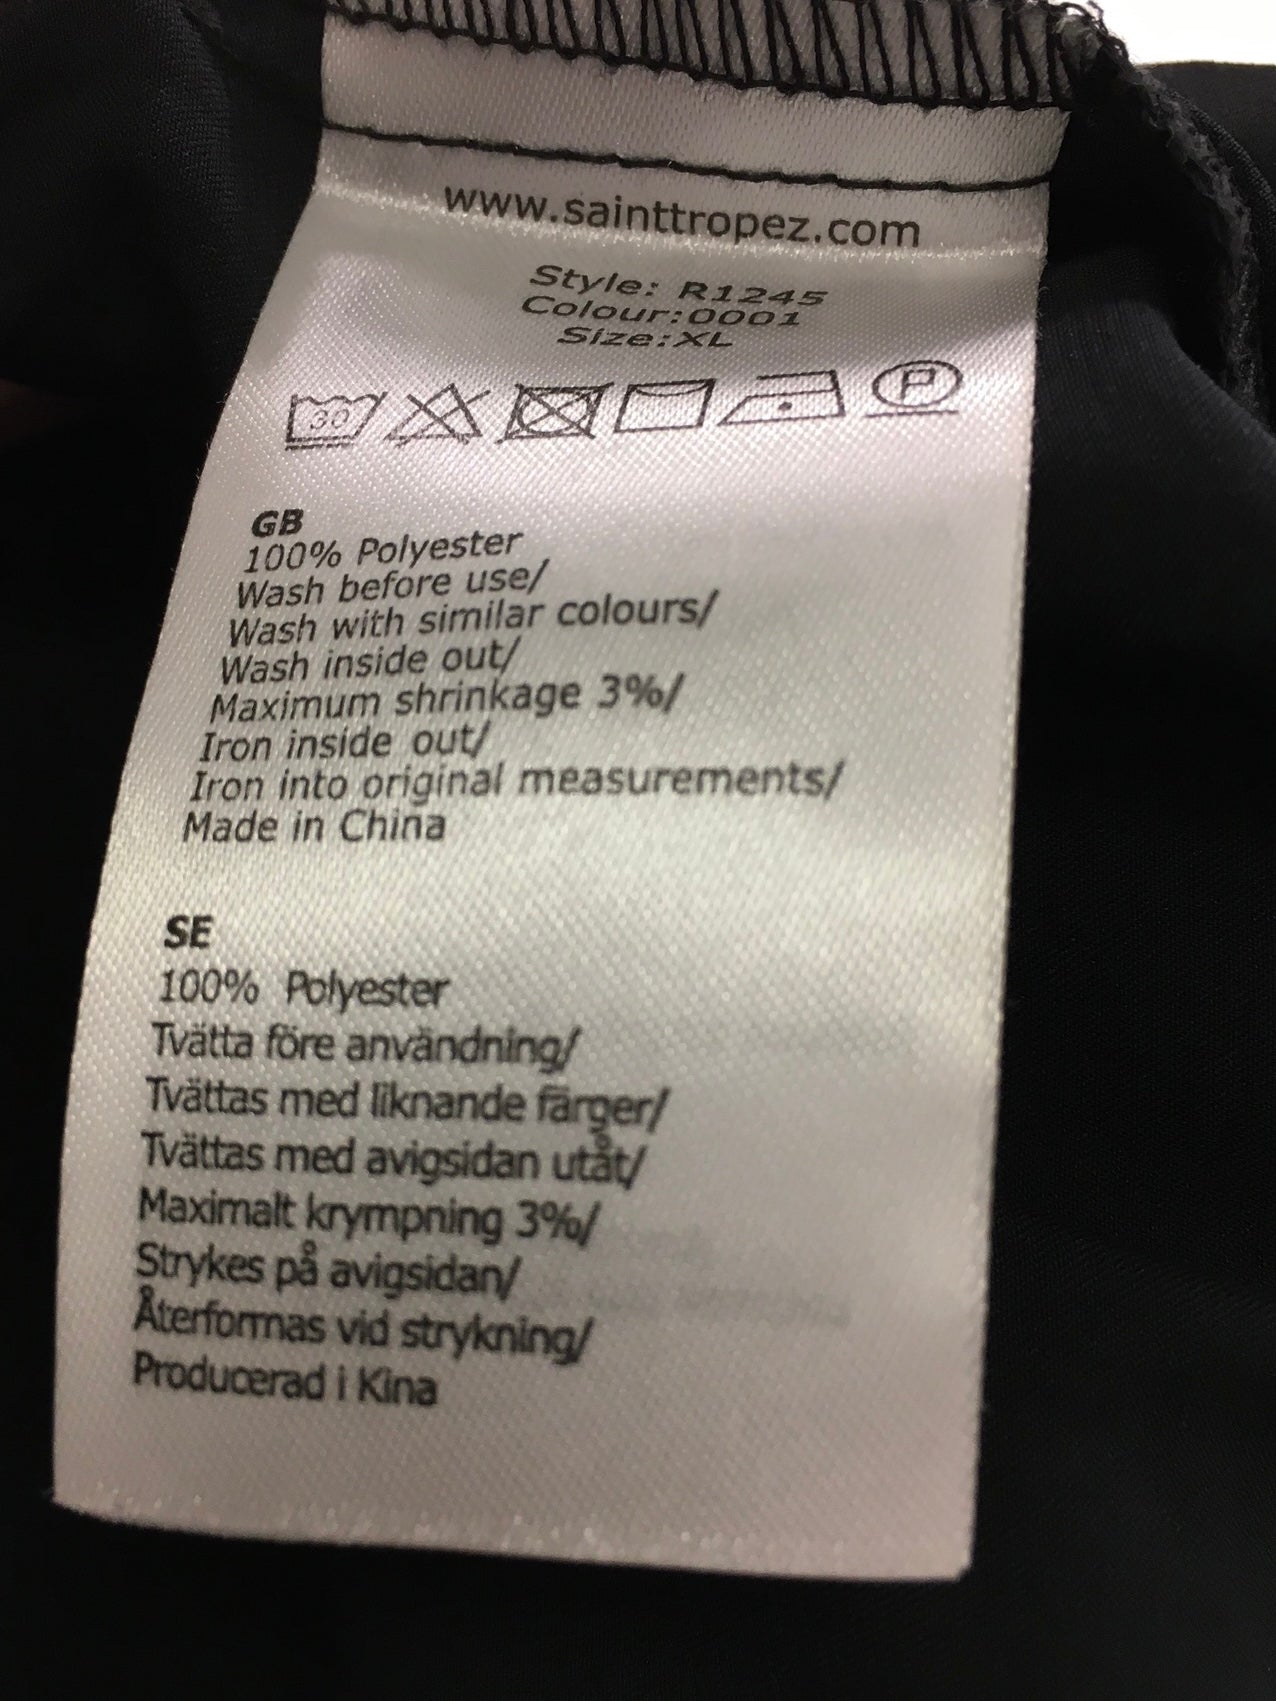 www.sainttropez.com
Style: R1245
Colour:0001
Size:XL
30 P
GB
100% Polyester
Wash before use/
Wash with similar colours/
Wash inside out/
Maximum shrinkage 3%/
Iron inside out/
Iron into original measurements/
Made in China
SE
100% Polyester
Tvätta före användning/
Tvättas med liknande färger/
Tvättas med avigsidan utåt/
Maximalt krympning 3%/
Strykes på avigsidan/
Återformas vid strykning/
Producerad i Kina